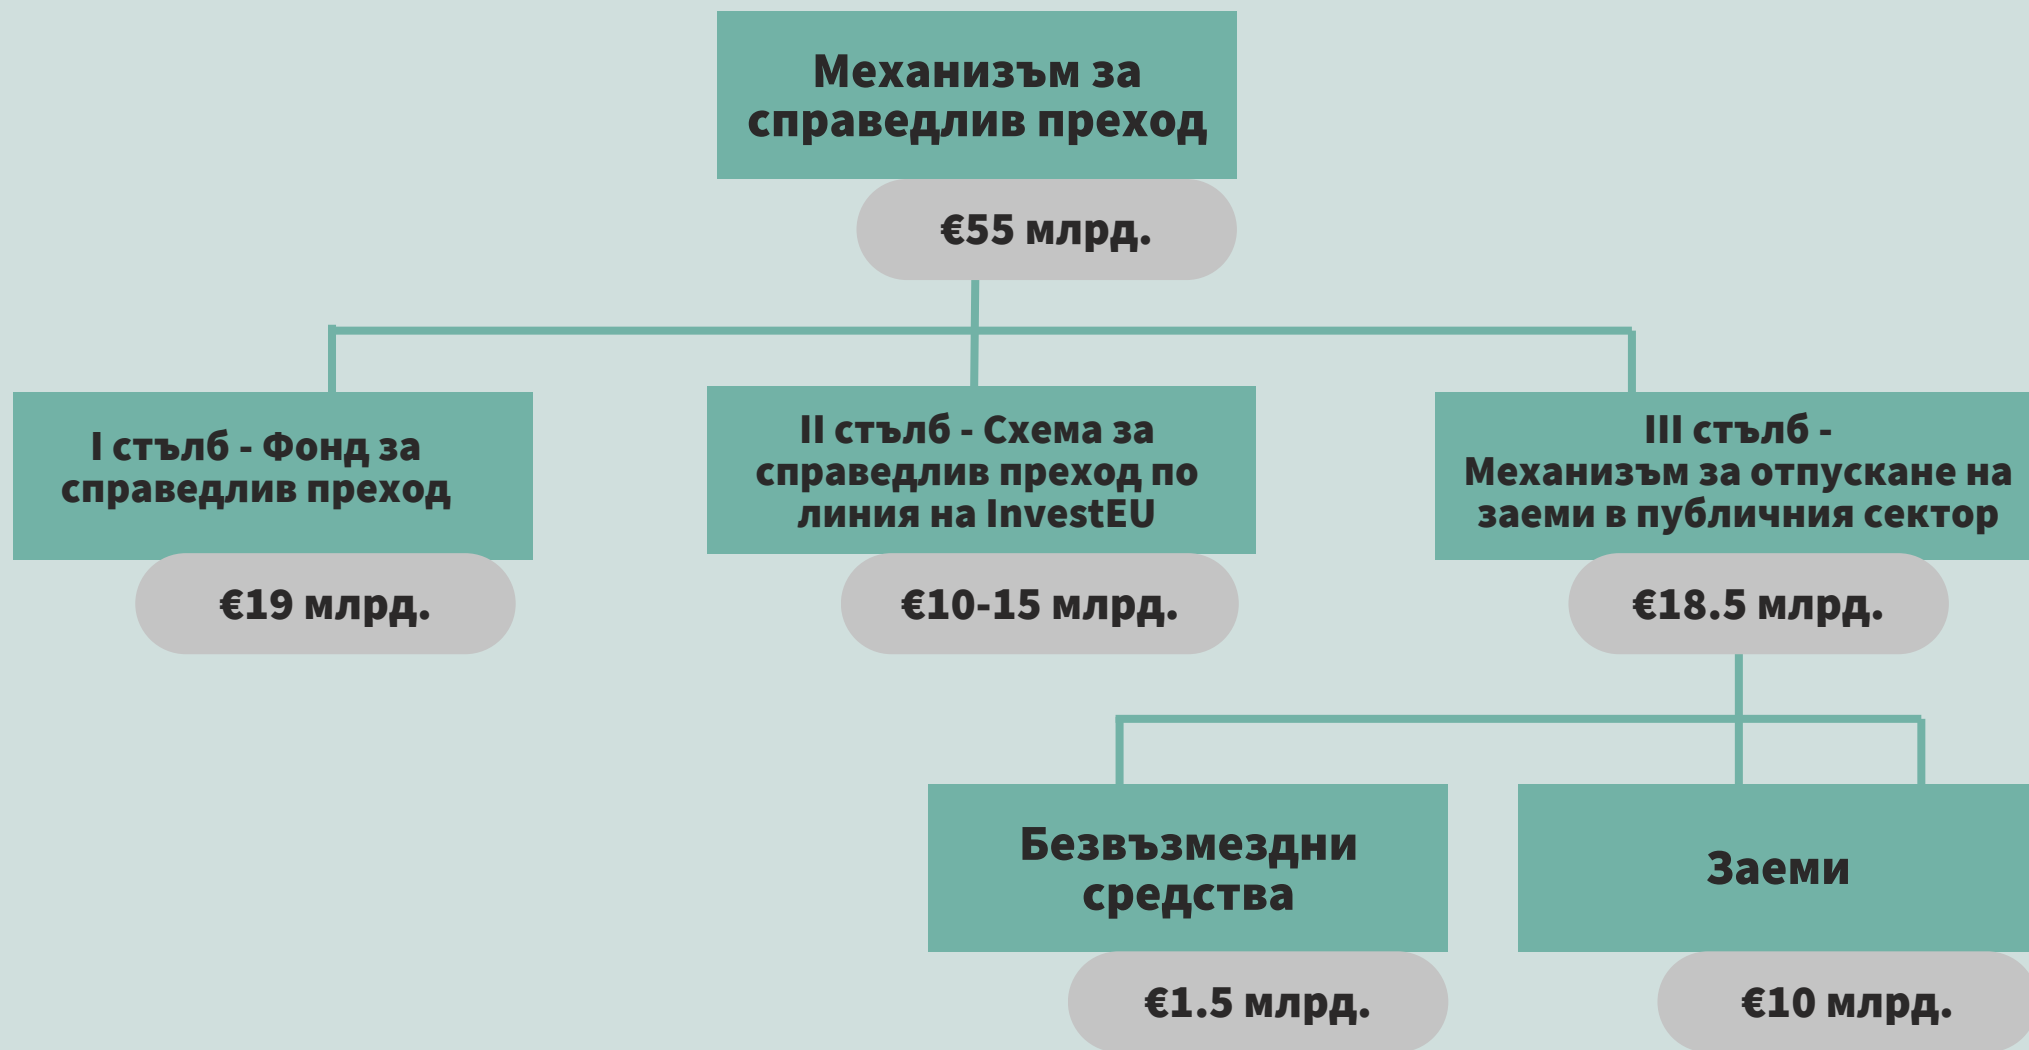 Механизъм за
справедлив преход
€55 млрд.
I стълб - Фонд за
справедлив преход
€19 млрд.
II стълб - Схема за
справедлив преход по
линия на InvestEU
€10-15 млрд.
III стълб -
Механизъм за отпускане на
заеми в публичния сектор
€18.5 млрд.
Безвъзмездни
средства
€1.5 млрд.
Заеми
€10 млрд.